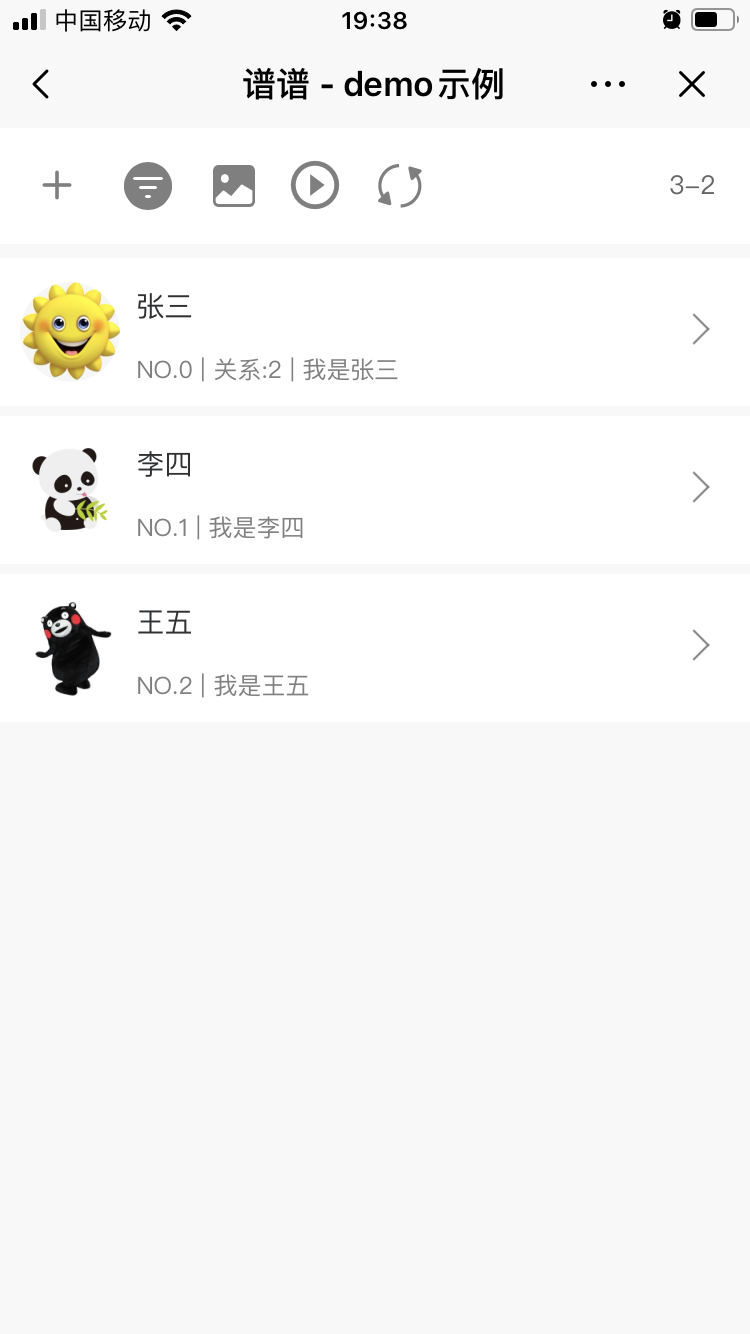 中国移动 19:38
谱谱 - demo示例
3–2
张三
NO.0 | 关系:2 | 我是张三
李四
NO.1 | 我是李四
王五
NO.2 | 我是王五